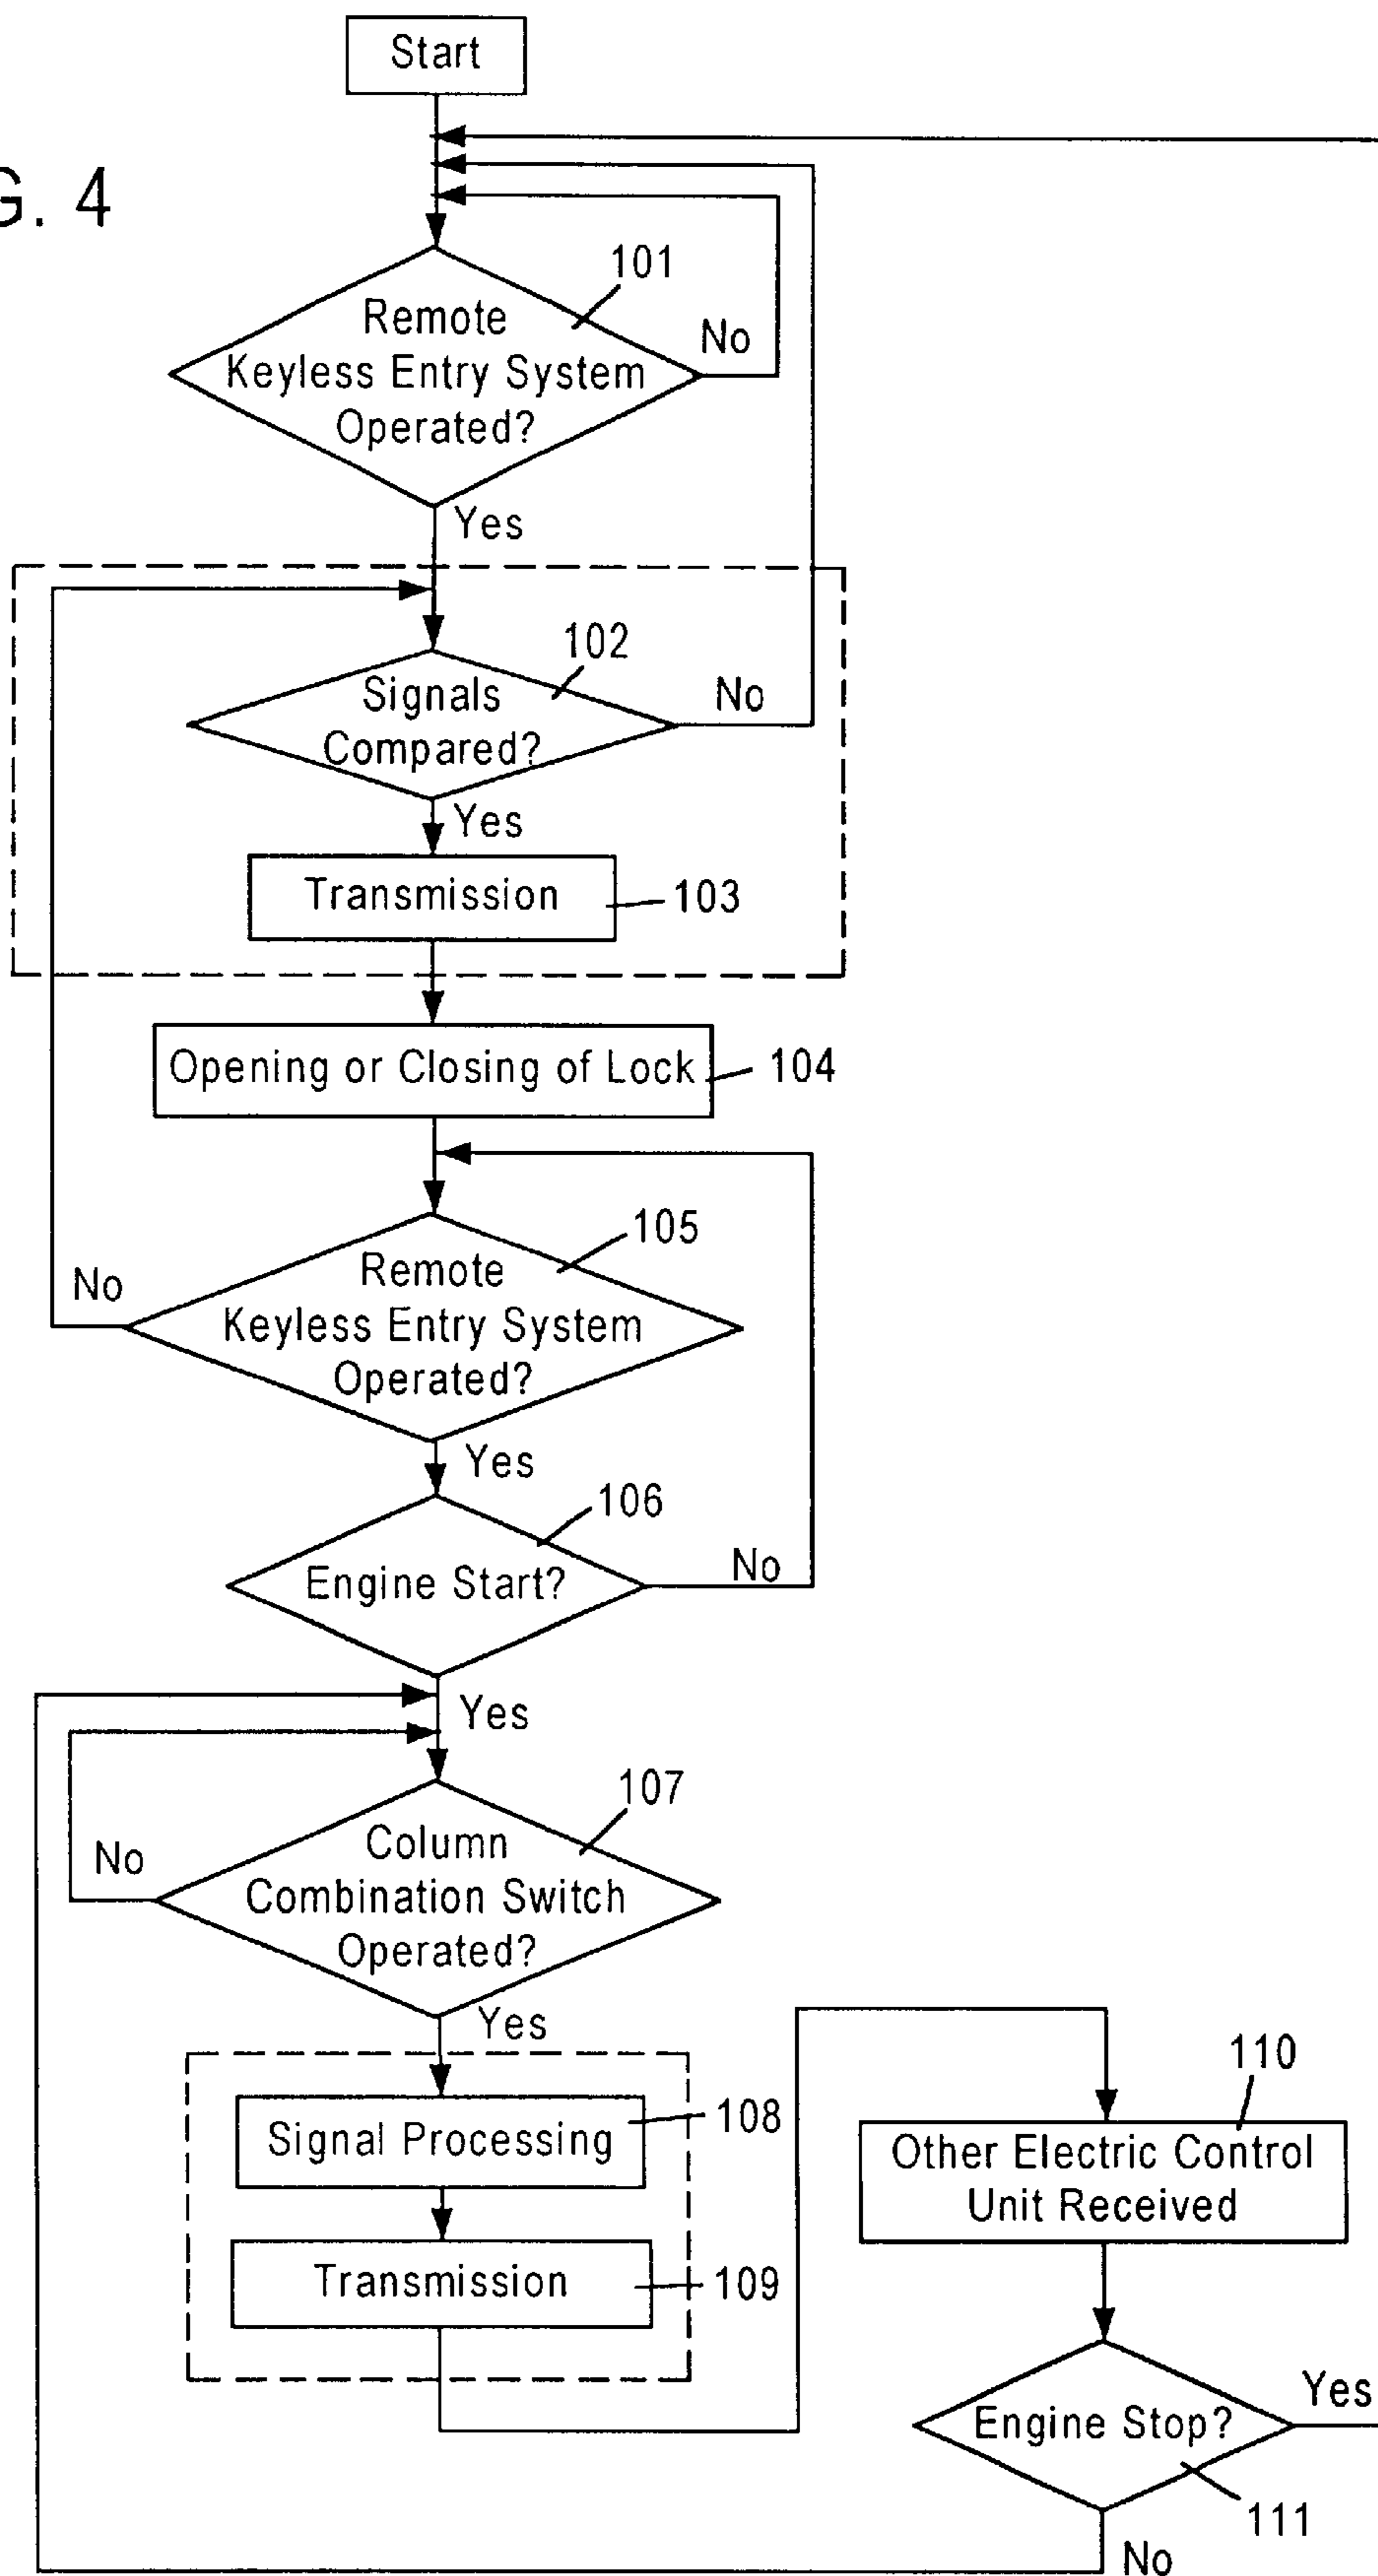 Start
G. 4
101
Remote
Keyless Entry System
Operated?
No
Yes
102
Signals
Compared?
No
Yes
Transmission
103
Opening or Closing of Lock
104
105
Remote
Keyless Entry System
Operated?
No
Yes
106
Engine Start?
No
Yes
107
Column
Combination Switch
Operated?
No
Yes
Signal Processing
108
Transmission
109
110
Other Electric Control
Unit Received
Engine Stop?
Yes
111
No